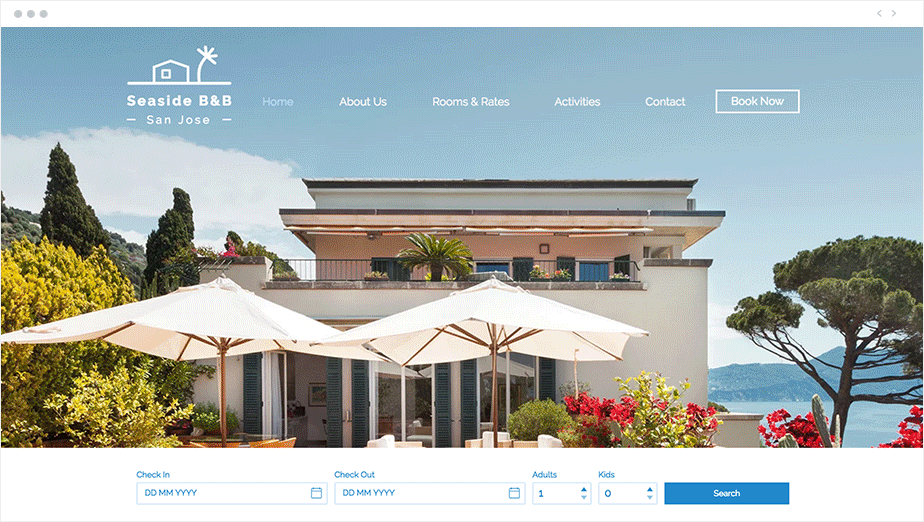 Seaside B&B
San Jose
Home About Us Rooms & Rates Activities Contact Book Now
Check In Check Out Adults Kids
DD MM YYYY DD MM YYYY 1 0 Search